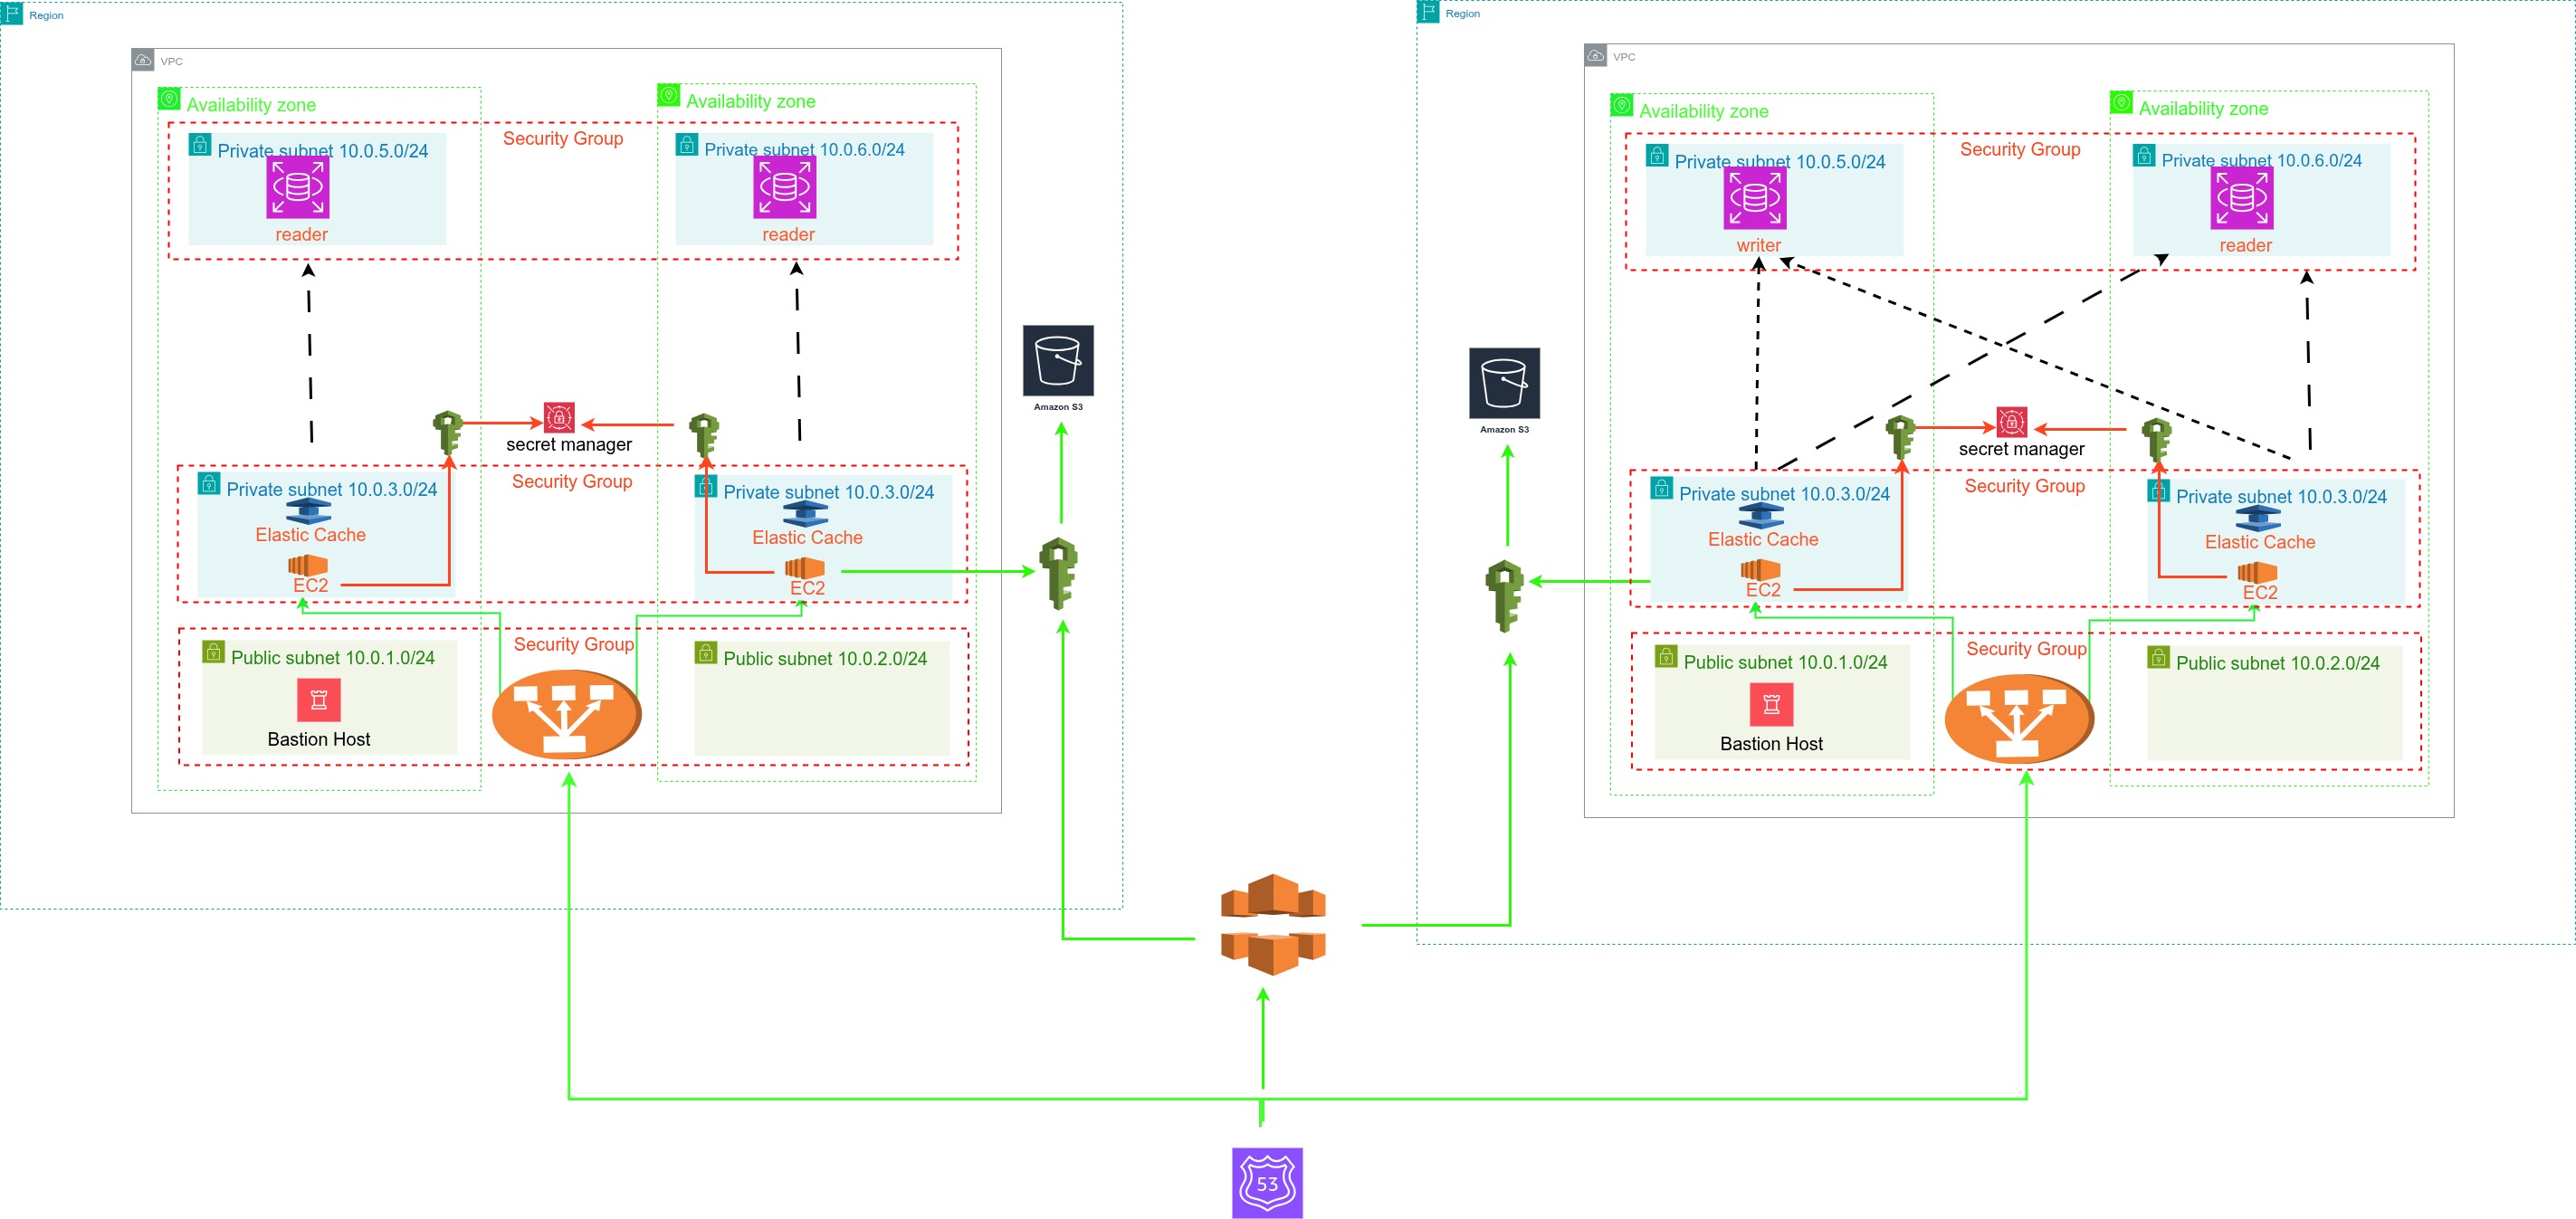 Region
VPC
Availability zone
Availability zone
Security Group
Private subnet 10.0.5.0/24
reader
Private subnet 10.0.6.0/24
reader
Amazon S3
secret manager
Security Group
Private subnet 10.0.3.0/24
Elastic Cache
EC2
Private subnet 10.0.3.0/24
Elastic Cache
EC2
Security Group
Public subnet 10.0.1.0/24
Bastion Host
Public subnet 10.0.2.0/24
Region
VPC
Availability zone
Availability zone
Security Group
Private subnet 10.0.5.0/24
writer
Private subnet 10.0.6.0/24
reader
Amazon S3
secret manager
Security Group
Private subnet 10.0.3.0/24
Elastic Cache
EC2
Private subnet 10.0.3.0/24
Elastic Cache
EC2
Security Group
Public subnet 10.0.1.0/24
Bastion Host
Public subnet 10.0.2.0/24
53